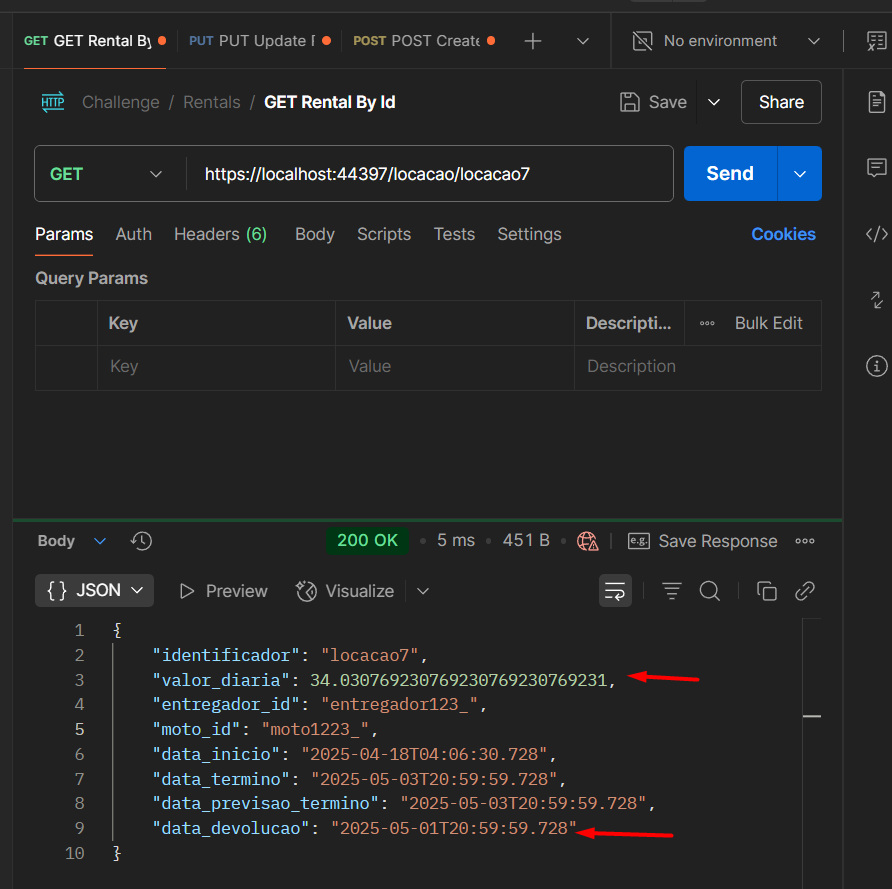 GET GET Rental By PUT PUT Update POST POST Create No environment
HTTP Challenge / Rentals / GET Rental By Id Save Share
GET https://localhost:44397/locacao/locacao7 Send
Params Auth Headers (6) Body Scripts Tests Settings Cookies
Query Params
Key Value Descripti... Bulk Edit
Key Value Description
Body 200 OK • 5 ms • 451 B • e.g. Save Response
{} JSON Preview Visualize
1 {
2 "identificador": "locacao7",
3 "valor_diaria": 34.030769230769230769230769231,
4 "entregador_id": "entregador123_",
5 "moto_id": "moto1223_",
6 "data_inicio": "2025-04-18T04:06:30.728",
7 "data_termino": "2025-05-03T20:59:59.728",
8 "data_previsao_termino": "2025-05-03T20:59:59.728",
9 "data_devolucao": "2025-05-01T20:59:59.728"
10 }